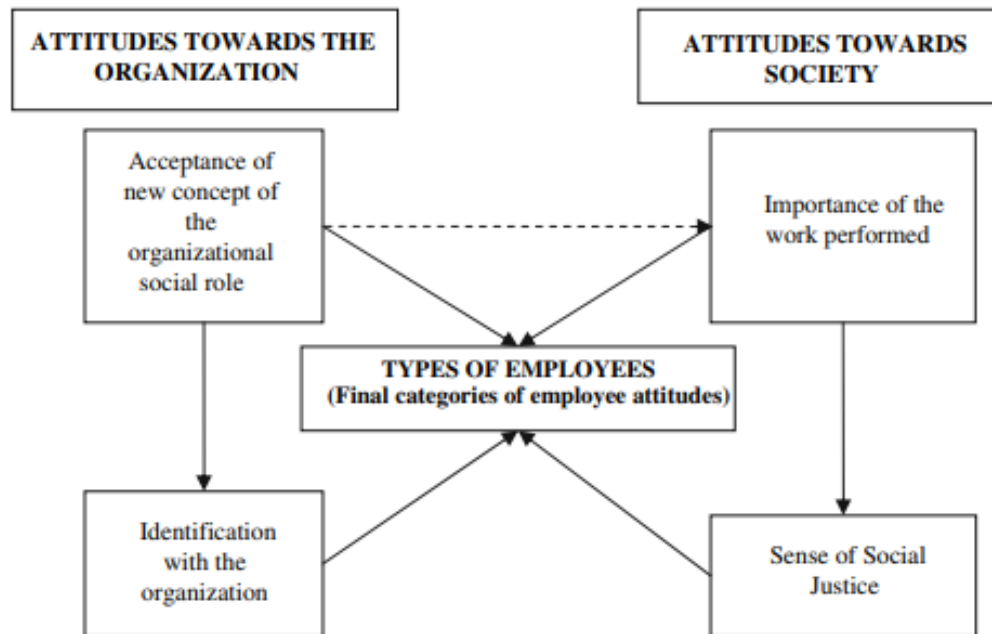 ATTITUDES TOWARDS THE
ORGANIZATION
ATTITUDES TOWARDS
SOCIETY
Acceptance of
new concept of
the
organizational
social role
Importance of the
work performed
TYPES OF EMPLOYEES
(Final categories of employee attitudes)
Identification
with the
organization
Sense of Social
Justice